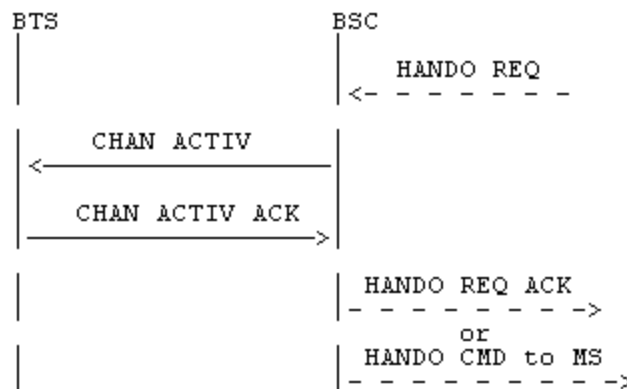 BTS BSC
HANDO REQ
CHAN ACTIV
CHAN ACTIV ACK
HANDO REQ ACK
or
HANDO CMD to MS